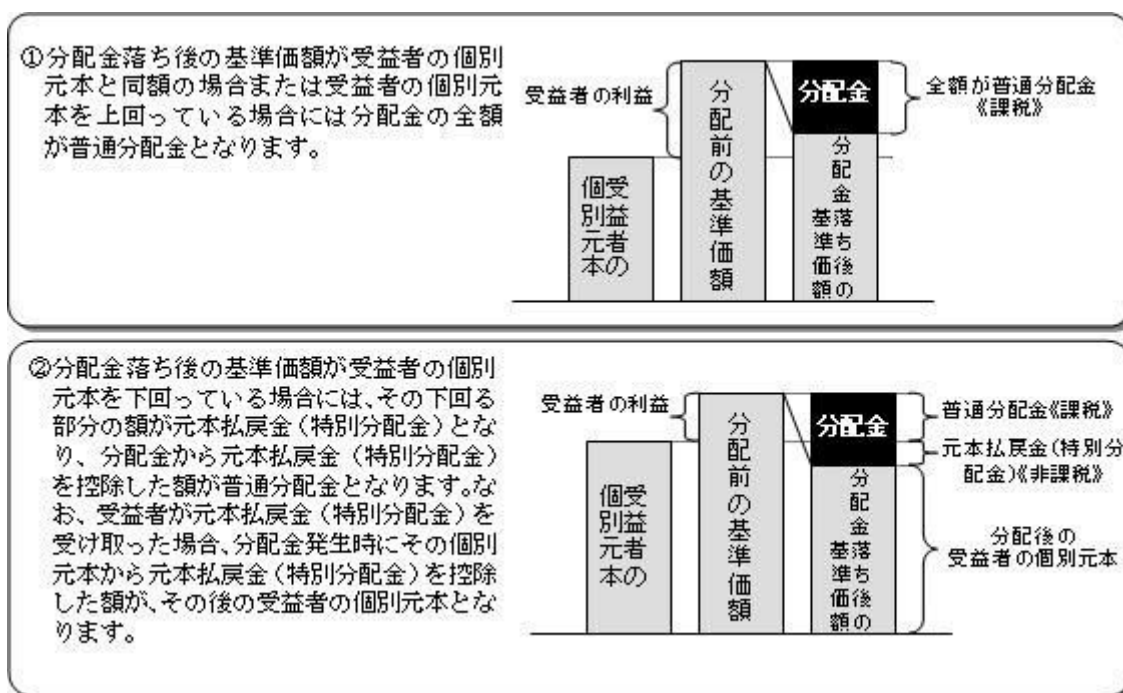 ①分配金落ち後の基準価額が受益者の個別
元本と同額の場合または受益者の個別元
本を上回っている場合には分配金の全額
が普通分配金となります。
受益者の利益
受益者の
個別元本
分配前の基準価額
分配金
分配金落ち後の
基準価額
全額が普通分配金
《課税》
②分配金落ち後の基準価額が受益者の個別
元本を下回っている場合には、その下回る
部分の額が元本払戻金（特別分配金）とな
り、分配金から元本払戻金（特別分配金）
を控除した額が普通分配金となります。な
お、受益者が元本払戻金（特別分配金）を
受け取った場合、分配金発生時にその個別
元本から元本払戻金（特別分配金）を控除
した額が、その後の受益者の個別元本とな
ります。
受益者の利益
受益者の
個別元本
分配前の基準価額
分配金
分配金落ち後の
基準価額
普通分配金《課税》
元本払戻金（特別分
配金）《非課税》
分配後の
受益者の個別元本